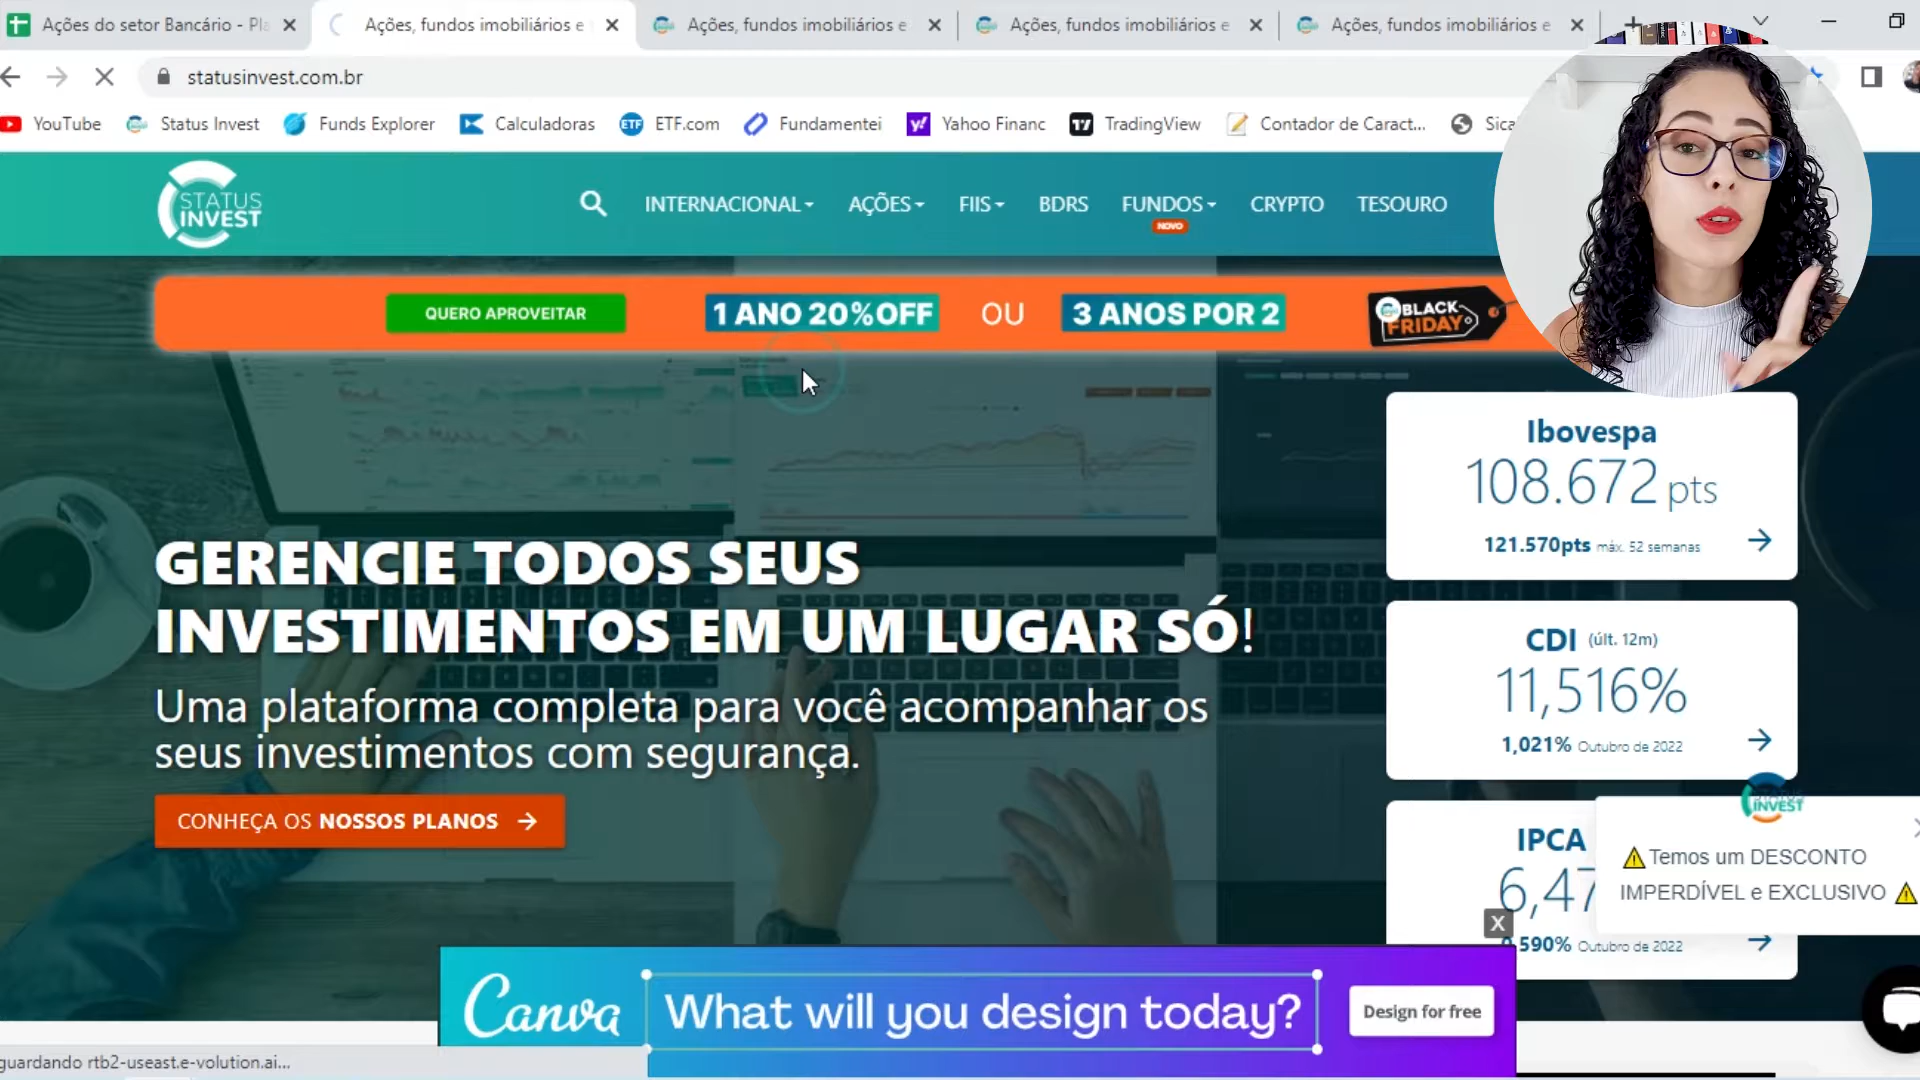 Ações do setor Bancário - Pla
Ações, fundos imobiliários e
Ações, fundos imobiliários e
Ações, fundos imobiliários e
Ações, fundos imobiliários e
statusinvest.com.br
YouTube
Status Invest
Funds Explorer
Calculadoras
ETF
ETF.com
Fundamentei
Yahoo Financ
TradingView
Contador de Caract...
Sica
STATUS
INVEST
INTERNACIONAL
AÇÕES
FIIS
BDRS
FUNDOS
NOVO
CRYPTO
TESOURO
QUERO APROVEITAR
1 ANO 20%OFF
OU
3 ANOS POR 2
BLACK
FRIDAY
Ibovespa
108.672 pts
121.570pts máx. 52 semanas
GERENCIE TODOS SEUS
INVESTIMENTOS EM UM LUGAR SÓ!
Uma plataforma completa para você acompanhar os
seus investimentos com segurança.
CONHEÇA OS NOSSOS PLANOS
CDI (últ. 12m)
11,516%
1,021% Outubro de 2022
IPCA
6,47
0,590% Outubro de 2022
INVEST
Temos um DESCONTO
IMPERDÍVEL e EXCLUSIVO
X
Canva
What will you design today?
Design for free
guardando rtb2-useast.e-volution.ai...